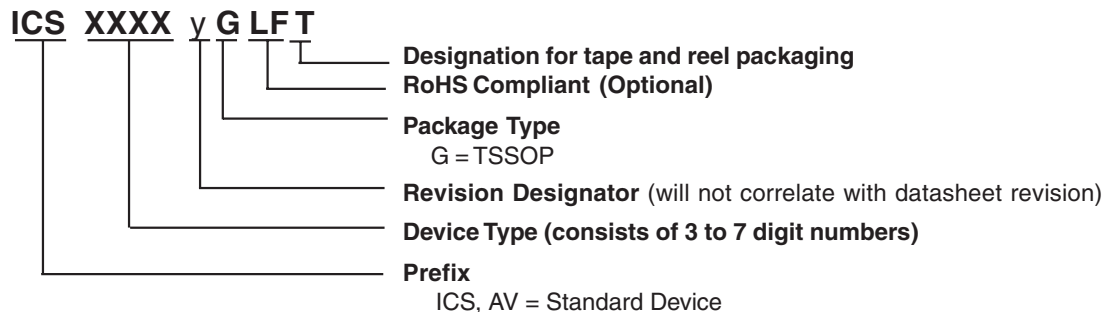 ICS XXXX y G LF T
Designation for tape and reel packaging
RoHS Compliant (Optional)
Package Type
G = TSSOP
Revision Designator (will not correlate with datasheet revision)
Device Type (consists of 3 to 7 digit numbers)
Prefix
ICS, AV = Standard Device